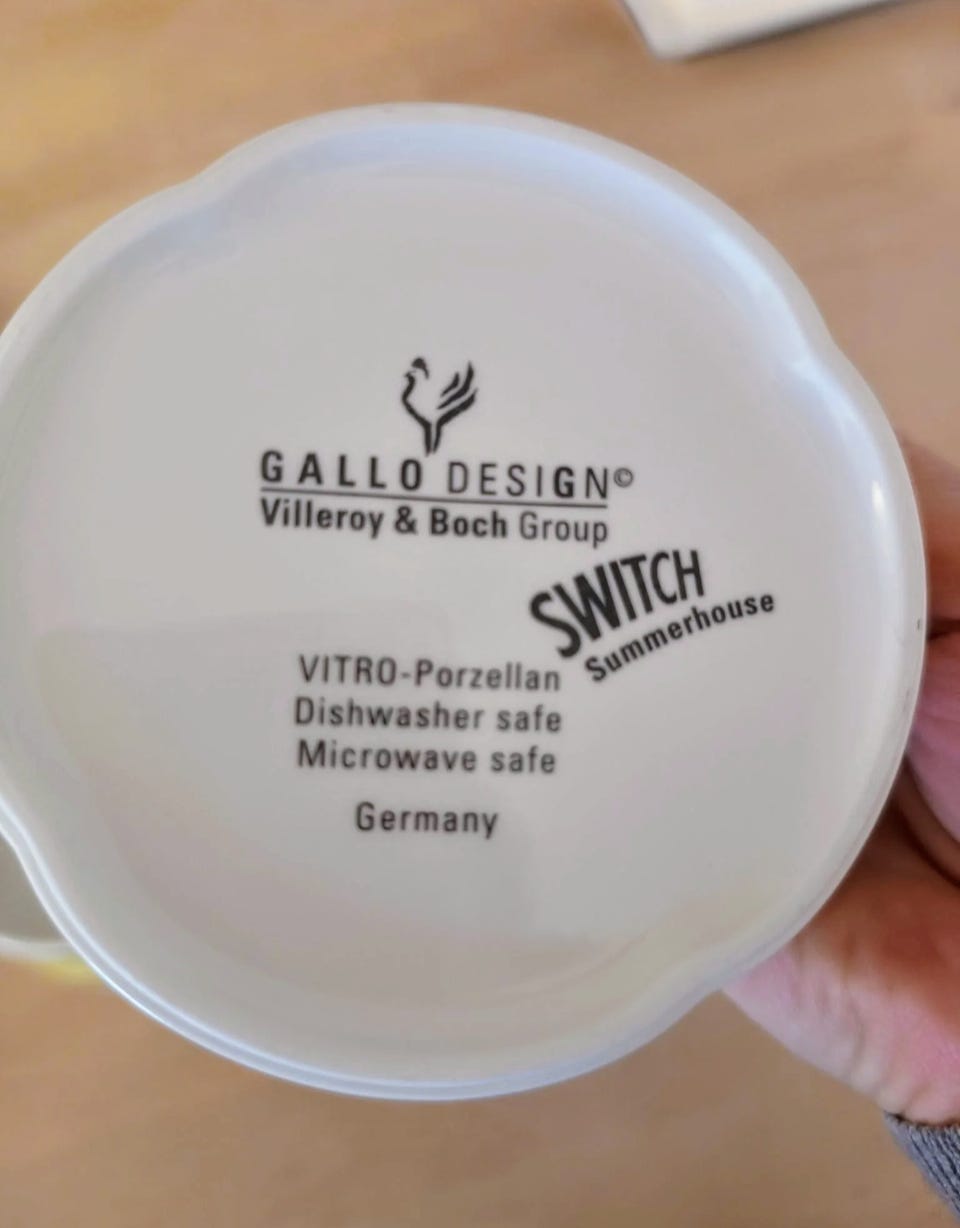 GALLO DESIGN©
Villeroy & Boch Group
SWITCH
Summerhouse
VITRO-Porzellan
Dishwasher safe
Microwave safe
Germany